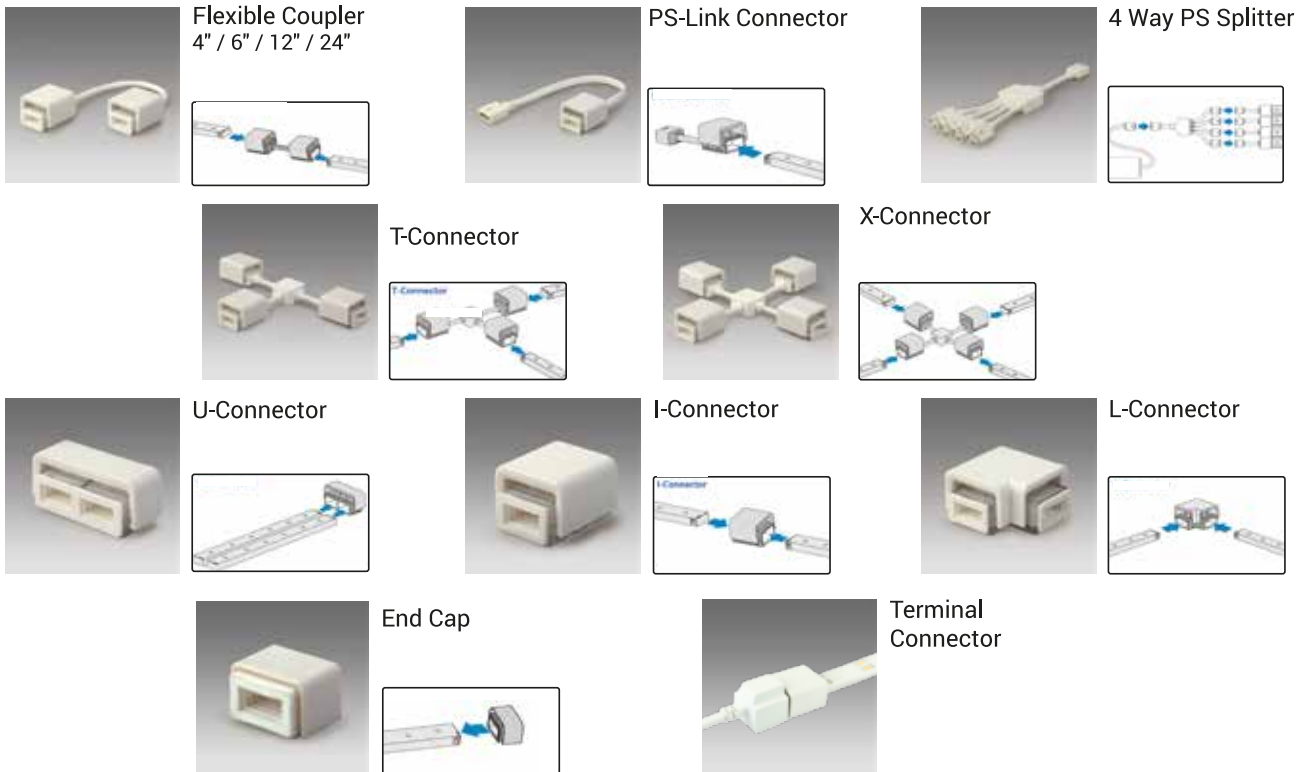 Flexible Coupler
4" / 6" / 12" / 24"
PS-Link Connector
4 Way PS Splitter
T-Connector
T-Connector
X-Connector
U-Connector
I-Connector
I-Connector
L-Connector
End Cap
Terminal
Connector